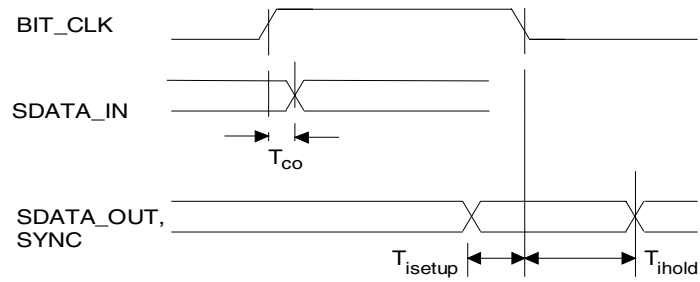 BIT_CLK
SDATA_IN
Tco
SDATA_OUT,
SYNC
Tisetup
Tihold